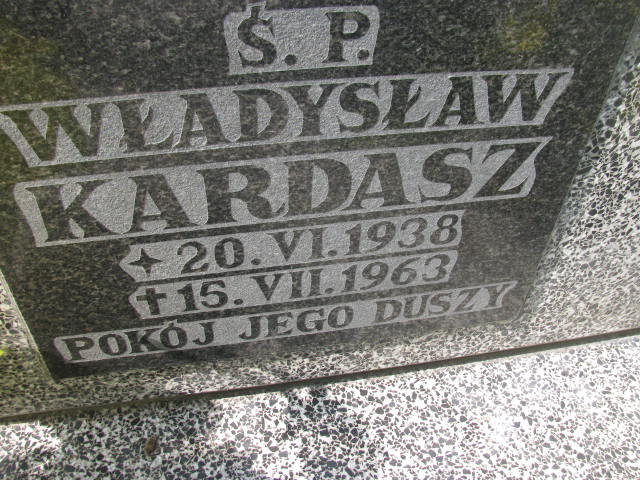 Ś. P.
WŁADYSŁAW
KARDASZ
20. VI. 1938
15. VII. 1963
POKÓJ JEGO DUSZY